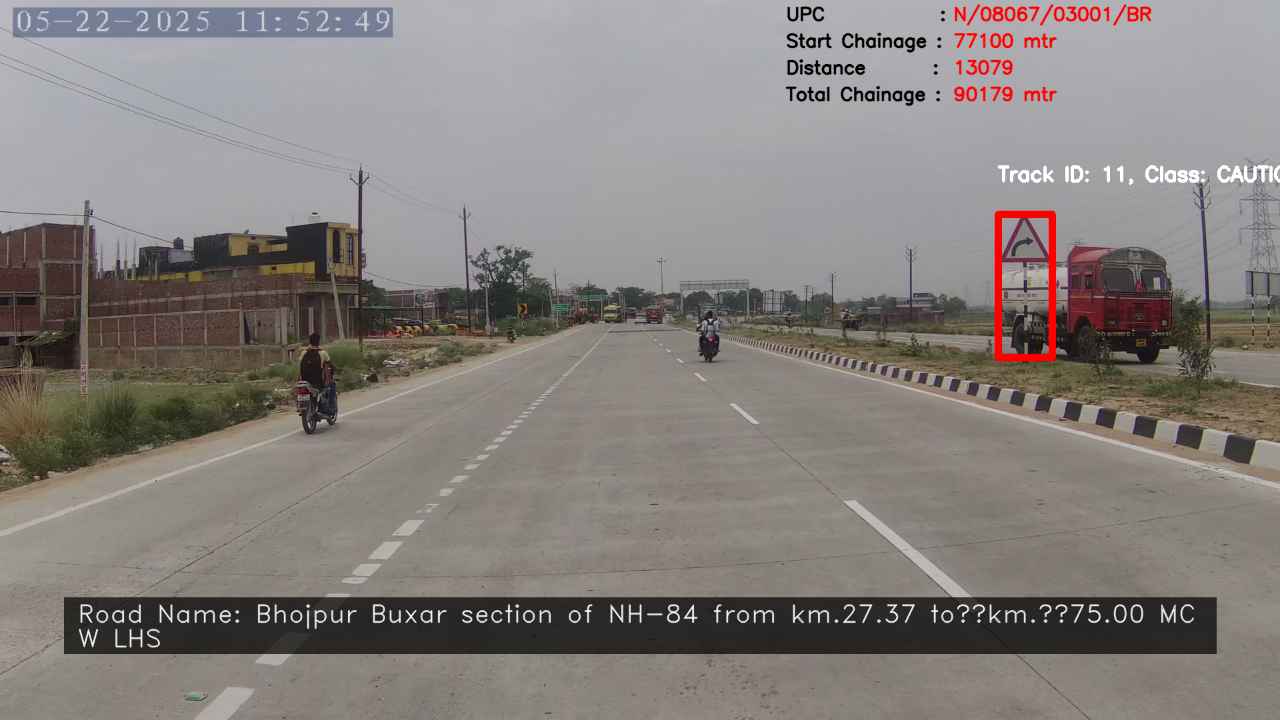 05-22-2025 11:52:49
UPC : N/08067/03001/BR
Start Chainage : 77100 mtr
Distance : 13079
Total Chainage : 90179 mtr
Track ID: 11, Class: CAUTIO
Road Name: Bhojpur Buxar section of NH-84 from km.27.37 to??km.??75.00 MC
W LHS